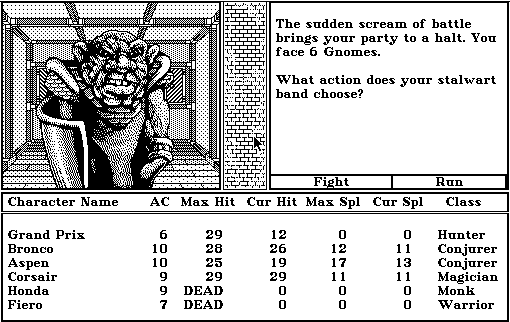 The sudden scream of battle
brings your party to a halt. You
face 6 Gnomes.
What action does your stalwart
band choose?
Fight Run
Character Name AC Max Hit Cur Hit Max Spl Cur Spl Class
Grand Prix 6 29 12 0 0 Hunter
Bronco 10 28 26 12 11 Conjurer
Aspen 10 25 19 17 13 Conjurer
Corsair 9 29 29 11 11 Magician
Honda 9 DEAD 0 0 0 Monk
Fiero 7 DEAD 0 0 0 Warrior